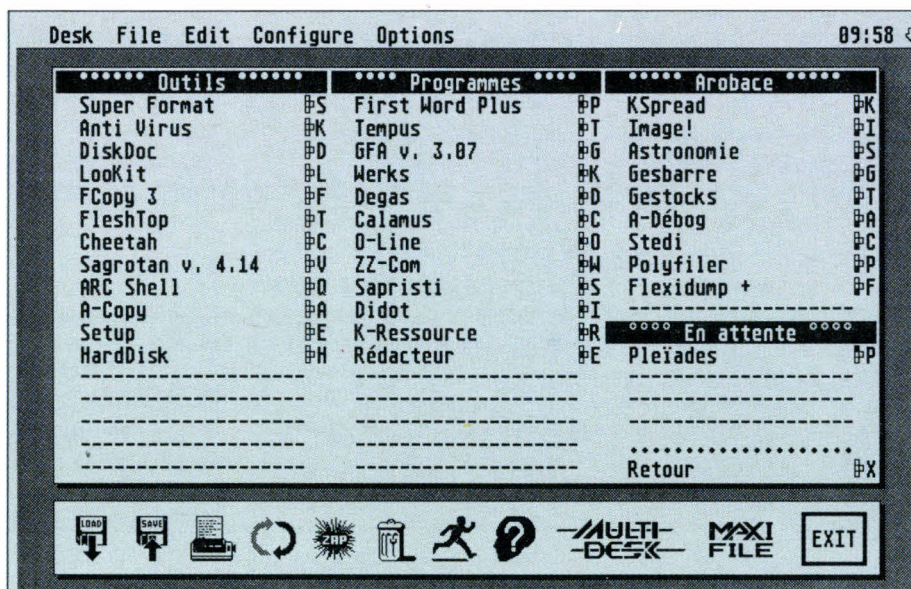 Desk File Edit Configure Options 09:58
Outils
Super Format S
Anti Virus K
DiskDoc D
LooKit L
FCopy 3 F
FleshTop T
Cheetah C
Sagrotan v. 4.14 V
ARC Shell Q
A-Copy A
Setup E
HardDisk H
Programmes
First Word Plus P
Tempus T
GFA v. 3.07 G
Werks K
Degas D
Calamus C
O-Line O
ZZ-Com W
Sapristi S
Didot I
K-Ressource R
Rédacteur E
Arobace
KSpread K
Image! I
Astronomie S
Gesbarre G
Gestocks T
A-Débog A
Stedi C
Polyfiler P
Flexidump + F
En attente
Pleïades P
Retour X
LOAD
SAVE
ZAP
MULTI-
DESK
MAXI
FILE
EXIT